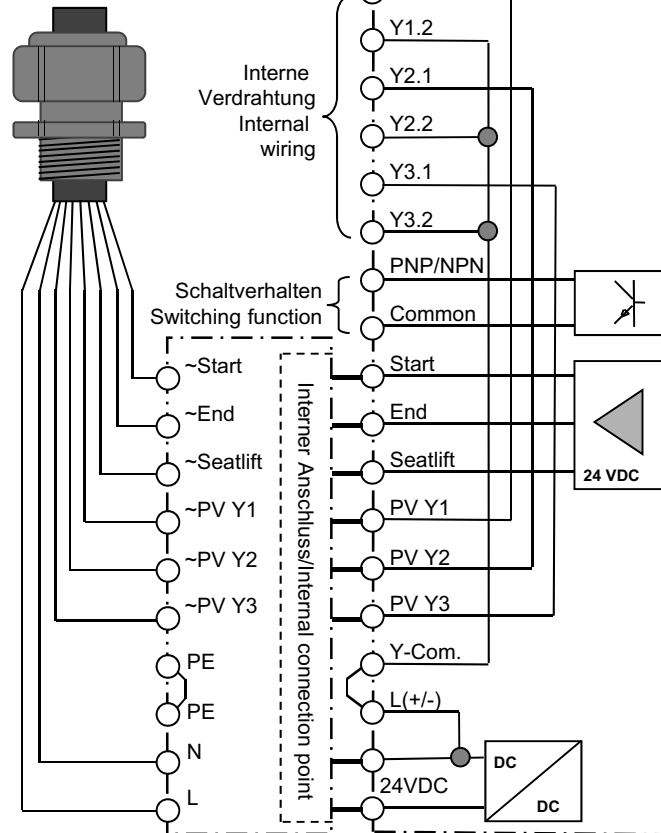 Y1.2
Interne
Verdrahtung
Internal
wiring
Y2.1
Y2.2
Y3.1
Y3.2
PNP/NPN
Schaltverhalten
Switching function
Common
~Start
~End
~Seatlift
~PV Y1
~PV Y2
~PV Y3
PE
PE
N
L
Interner Anschluss/Internal connection point
Start
End
Seatlift
24 VDC
PV Y1
PV Y2
PV Y3
Y-Com.
L(+/-)
24VDC
DC
DC